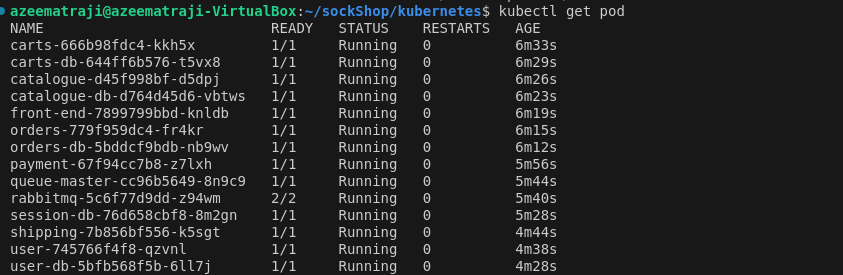 azeematraji@azeematraji-VirtualBox:~/sockShop/kubernetes$ kubectl get pod
NAME READY STATUS RESTARTS AGE
carts-666b98fdc4-kkh5x 1/1 Running 0 6m33s
carts-db-644ff6b576-t5vx8 1/1 Running 0 6m29s
catalogue-d45f998bf-d5dpj 1/1 Running 0 6m26s
catalogue-db-d764d45d6-vbtws 1/1 Running 0 6m23s
front-end-7899799bbd-knldb 1/1 Running 0 6m19s
orders-779f959dc4-fr4kr 1/1 Running 0 6m15s
orders-db-5bddcf9bdb-nb9wv 1/1 Running 0 6m12s
payment-67f94cc7b8-z7lxh 1/1 Running 0 5m56s
queue-master-cc96b5649-8n9c9 1/1 Running 0 5m44s
rabbitmq-5c6f77d9dd-z94wm 2/2 Running 0 5m40s
session-db-76d658cbf8-8m2gn 1/1 Running 0 5m28s
shipping-7b856bf556-k5sgt 1/1 Running 0 4m44s
user-745766f4f8-qzvnl 1/1 Running 0 4m38s
user-db-5bfb568f5b-6ll7j 1/1 Running 0 4m28s